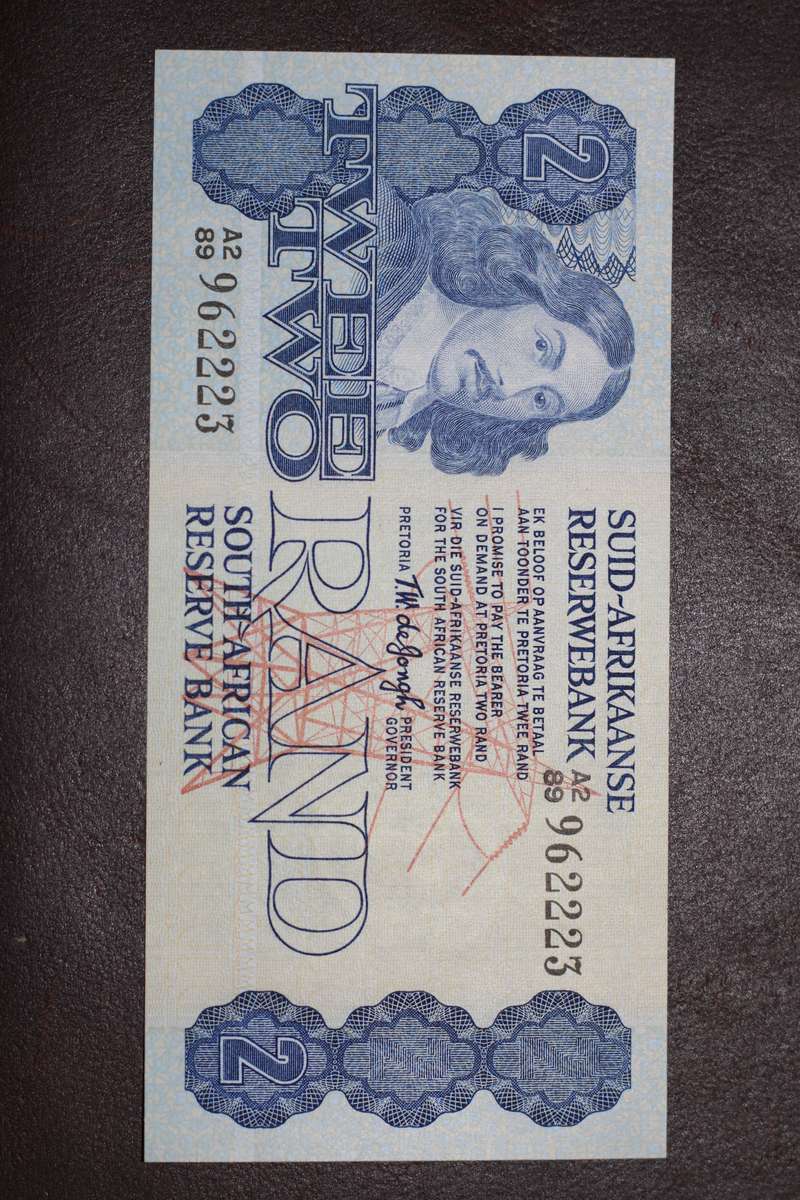 SUID-AFRIKAANSE
RESERWEBANK
2
EK BELOOF OP AANVRAAG TE BETAAL
AAN TOONDER TE PRETORIA TWEE RAND
I PROMISE TO PAY THE BEARER
ON DEMAND AT PRETORIA TWO RAND
VIR DIE SUID-AFRIKAANSE RESERWEBANK
FOR THE SOUTH AFRICAN RESERVE BANK
PRETORIA T.W. de Jongh PRESIDENT
GOVERNOR
A2
89 962223
TWEE
TWO
RAND
A2
89 962223
SOUTH-AFRICAN
RESERVE BANK
2